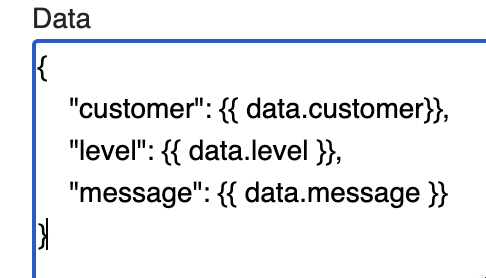 Data
{
"customer": {{ data.customer}},
"level": {{ data.level }},
"message": {{ data.message }}
}